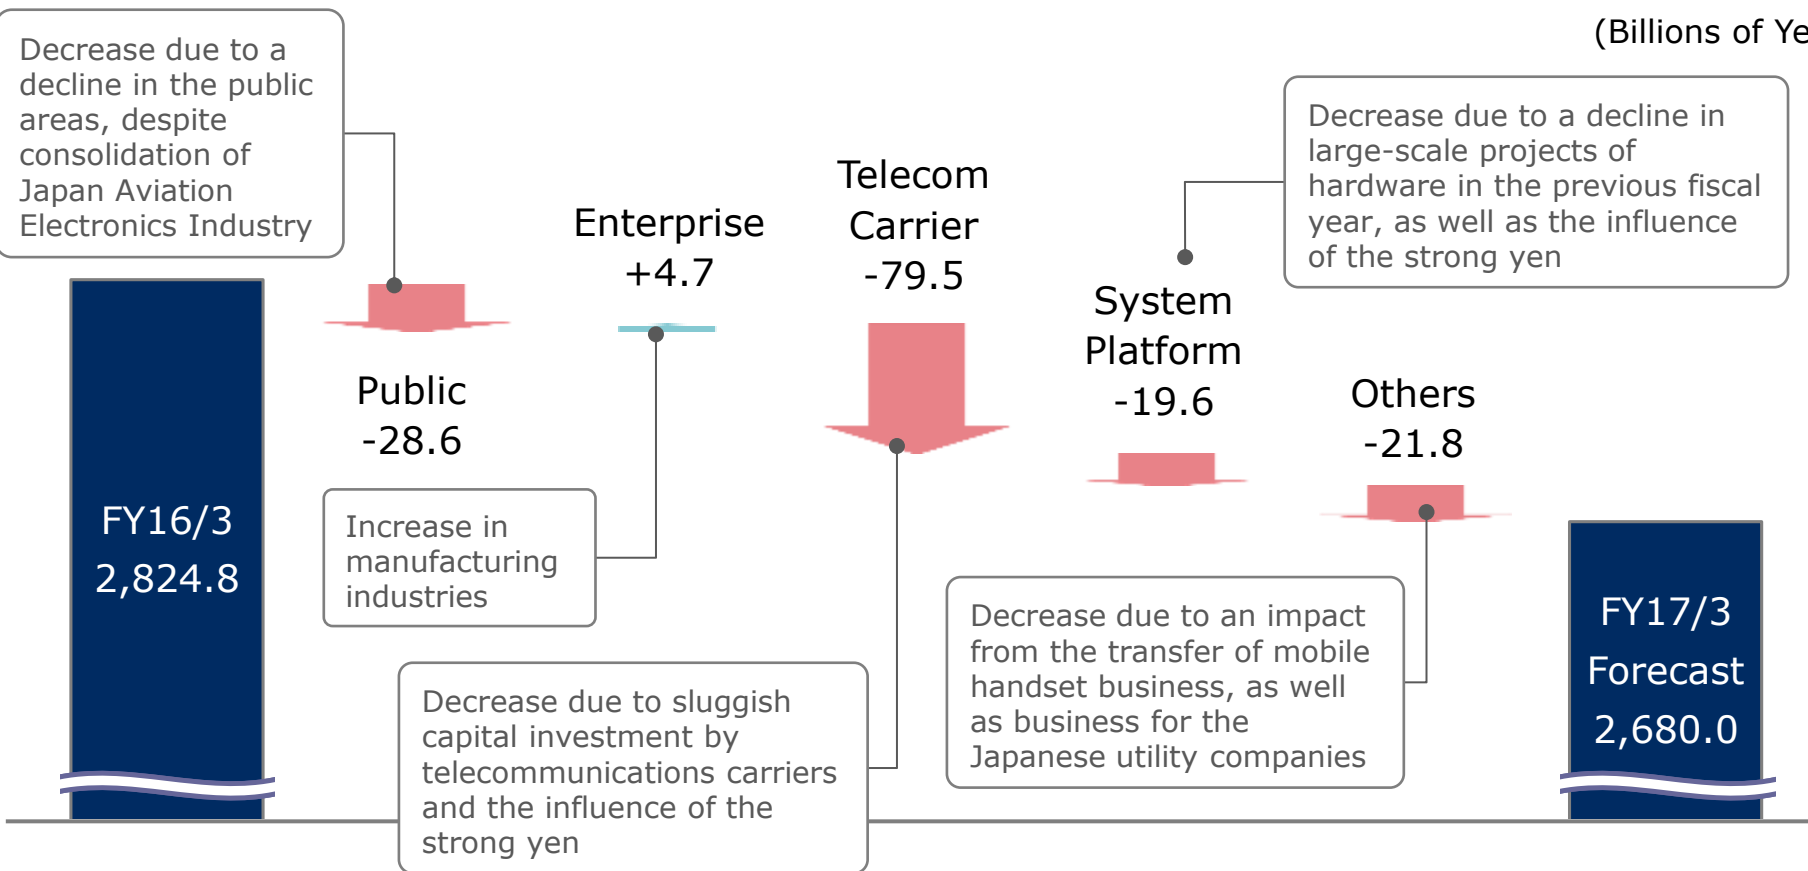 (Billions of Ye
Decrease due to a
decline in the public
areas, despite
consolidation of
Japan Aviation
Electronics Industry
Decrease due to a decline in
large-scale projects of
hardware in the previous fiscal
year, as well as the influence
of the strong yen
Enterprise
+4.7
Telecom
Carrier
-79.5
System
Platform
-19.6
Public
-28.6
Others
-21.8
FY16/3
2,824.8
Increase in
manufacturing
industries
Decrease due to an impact
from the transfer of mobile
handset business, as well
as business for the
Japanese utility companies
FY17/3
Forecast
2,680.0
Decrease due to sluggish
capital investment by
telecommunications carriers
and the influence of the
strong yen